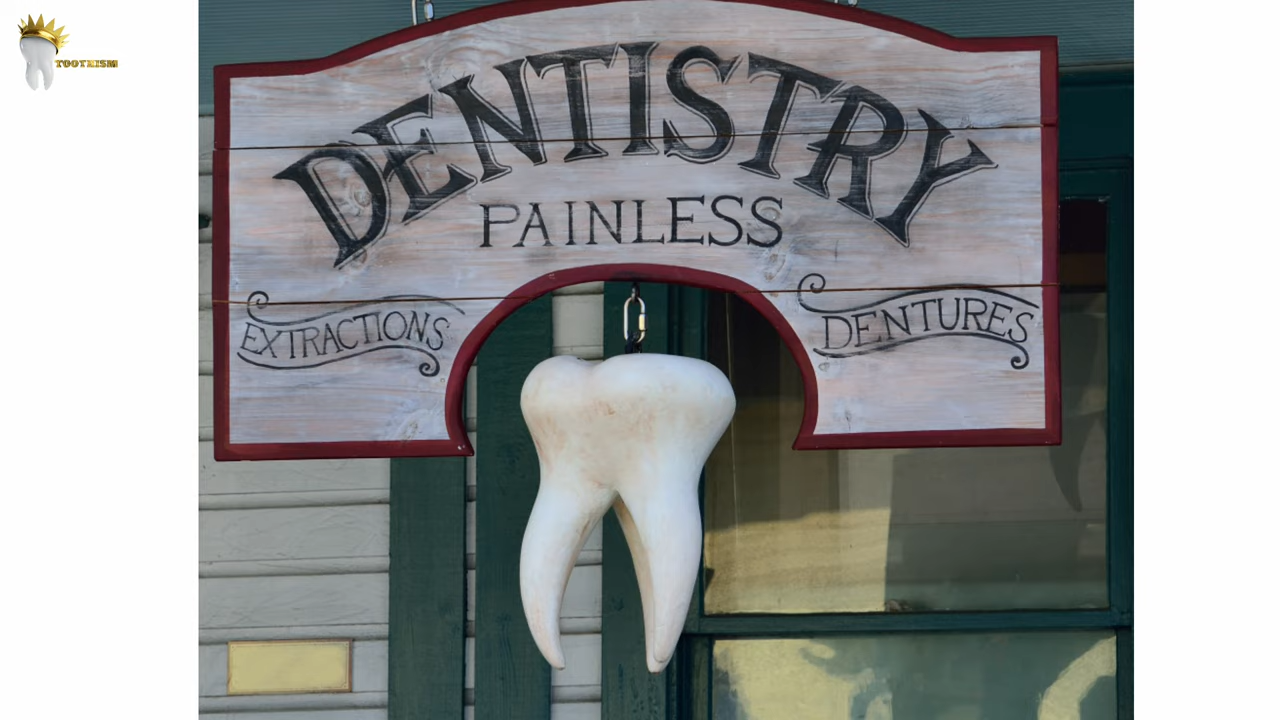 TOOTHISM
DENTISTRY
PAINLESS
EXTRACTIONS
DENTURES